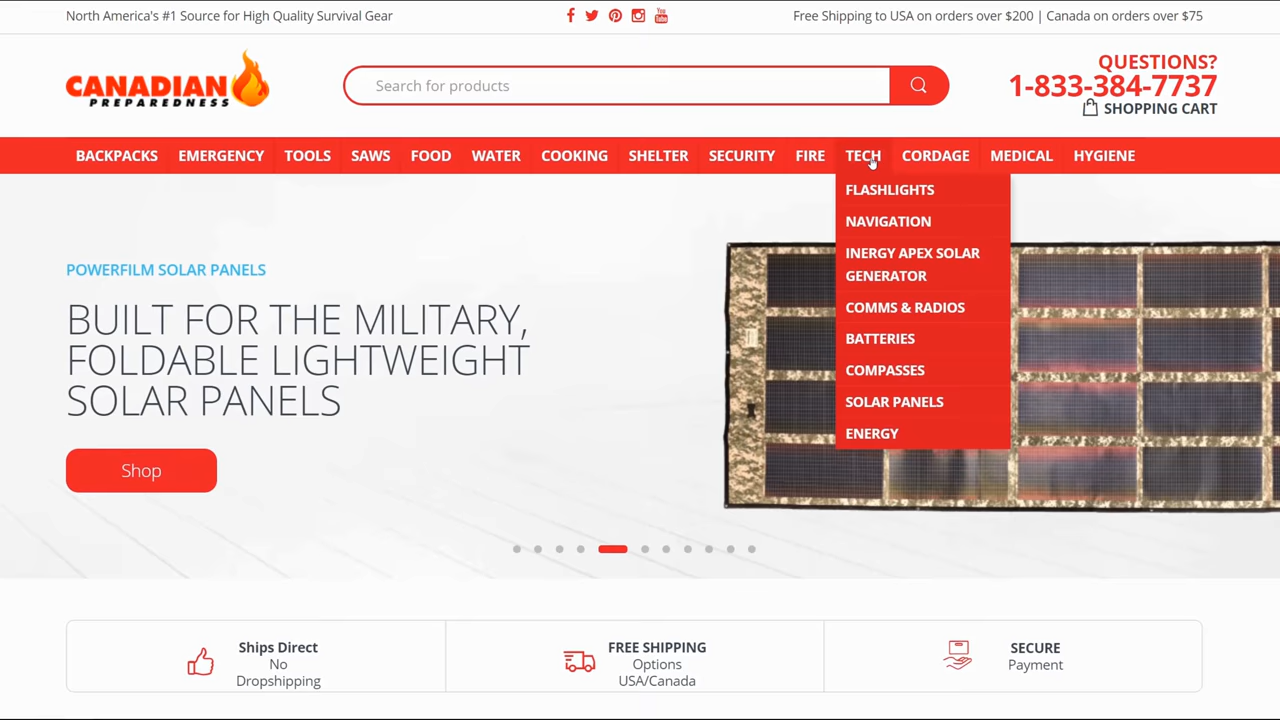 North America's #1 Source for High Quality Survival Gear
Free Shipping to USA on orders over $200 | Canada on orders over $75
You Tube
CANADIAN
PREPAREDNESS
Search for products
QUESTIONS?
1-833-384-7737
SHOPPING CART
BACKPACKS EMERGENCY TOOLS SAWS FOOD WATER COOKING SHELTER SECURITY FIRE TECH CORDAGE MEDICAL HYGIENE
FLASHLIGHTS
NAVIGATION
INERGY APEX SOLAR
GENERATOR
COMMS & RADIOS
BATTERIES
COMPASSES
SOLAR PANELS
ENERGY
POWERFILM SOLAR PANELS
BUILT FOR THE MILITARY,
FOLDABLE LIGHTWEIGHT
SOLAR PANELS
Shop
Ships Direct
No
Dropshipping
FREE SHIPPING
Options
USA/Canada
SECURE
Payment